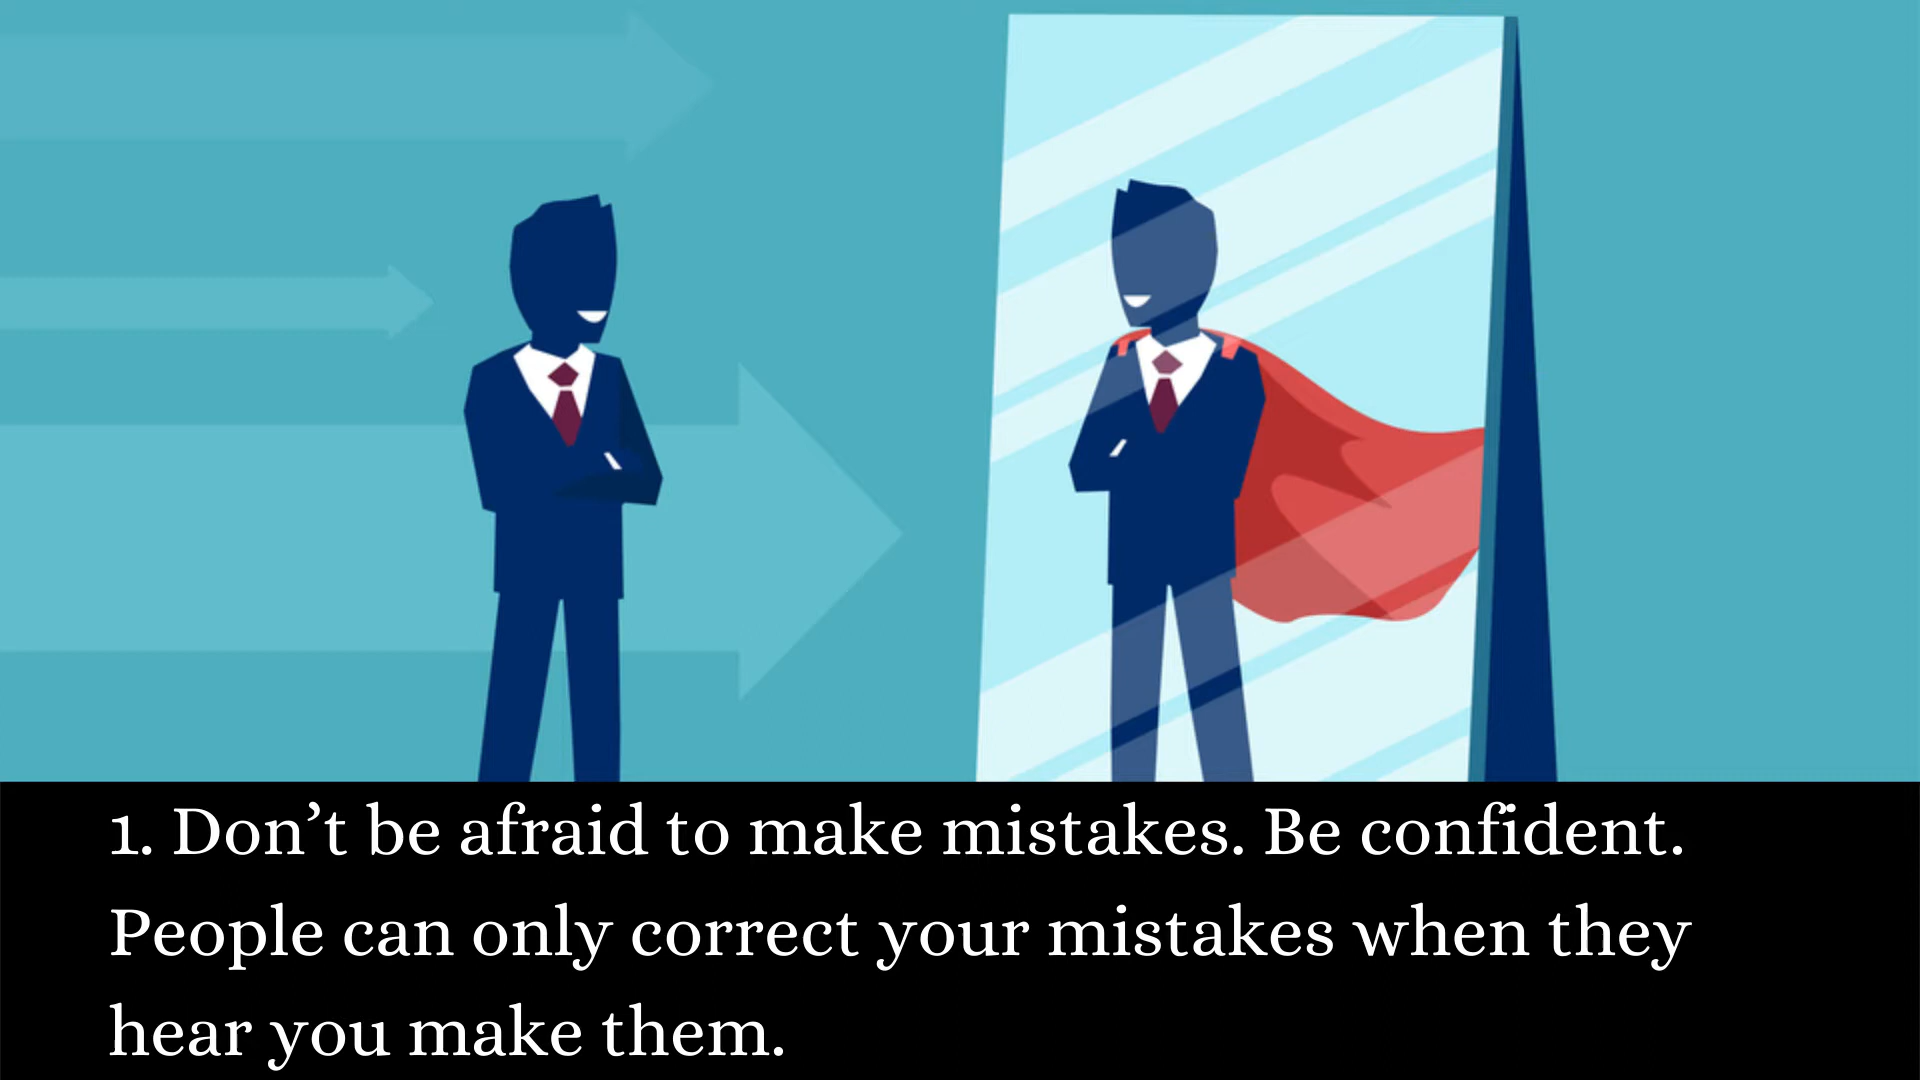 1. Don’t be afraid to make mistakes. Be confident.
People can only correct your mistakes when they
hear you make them.